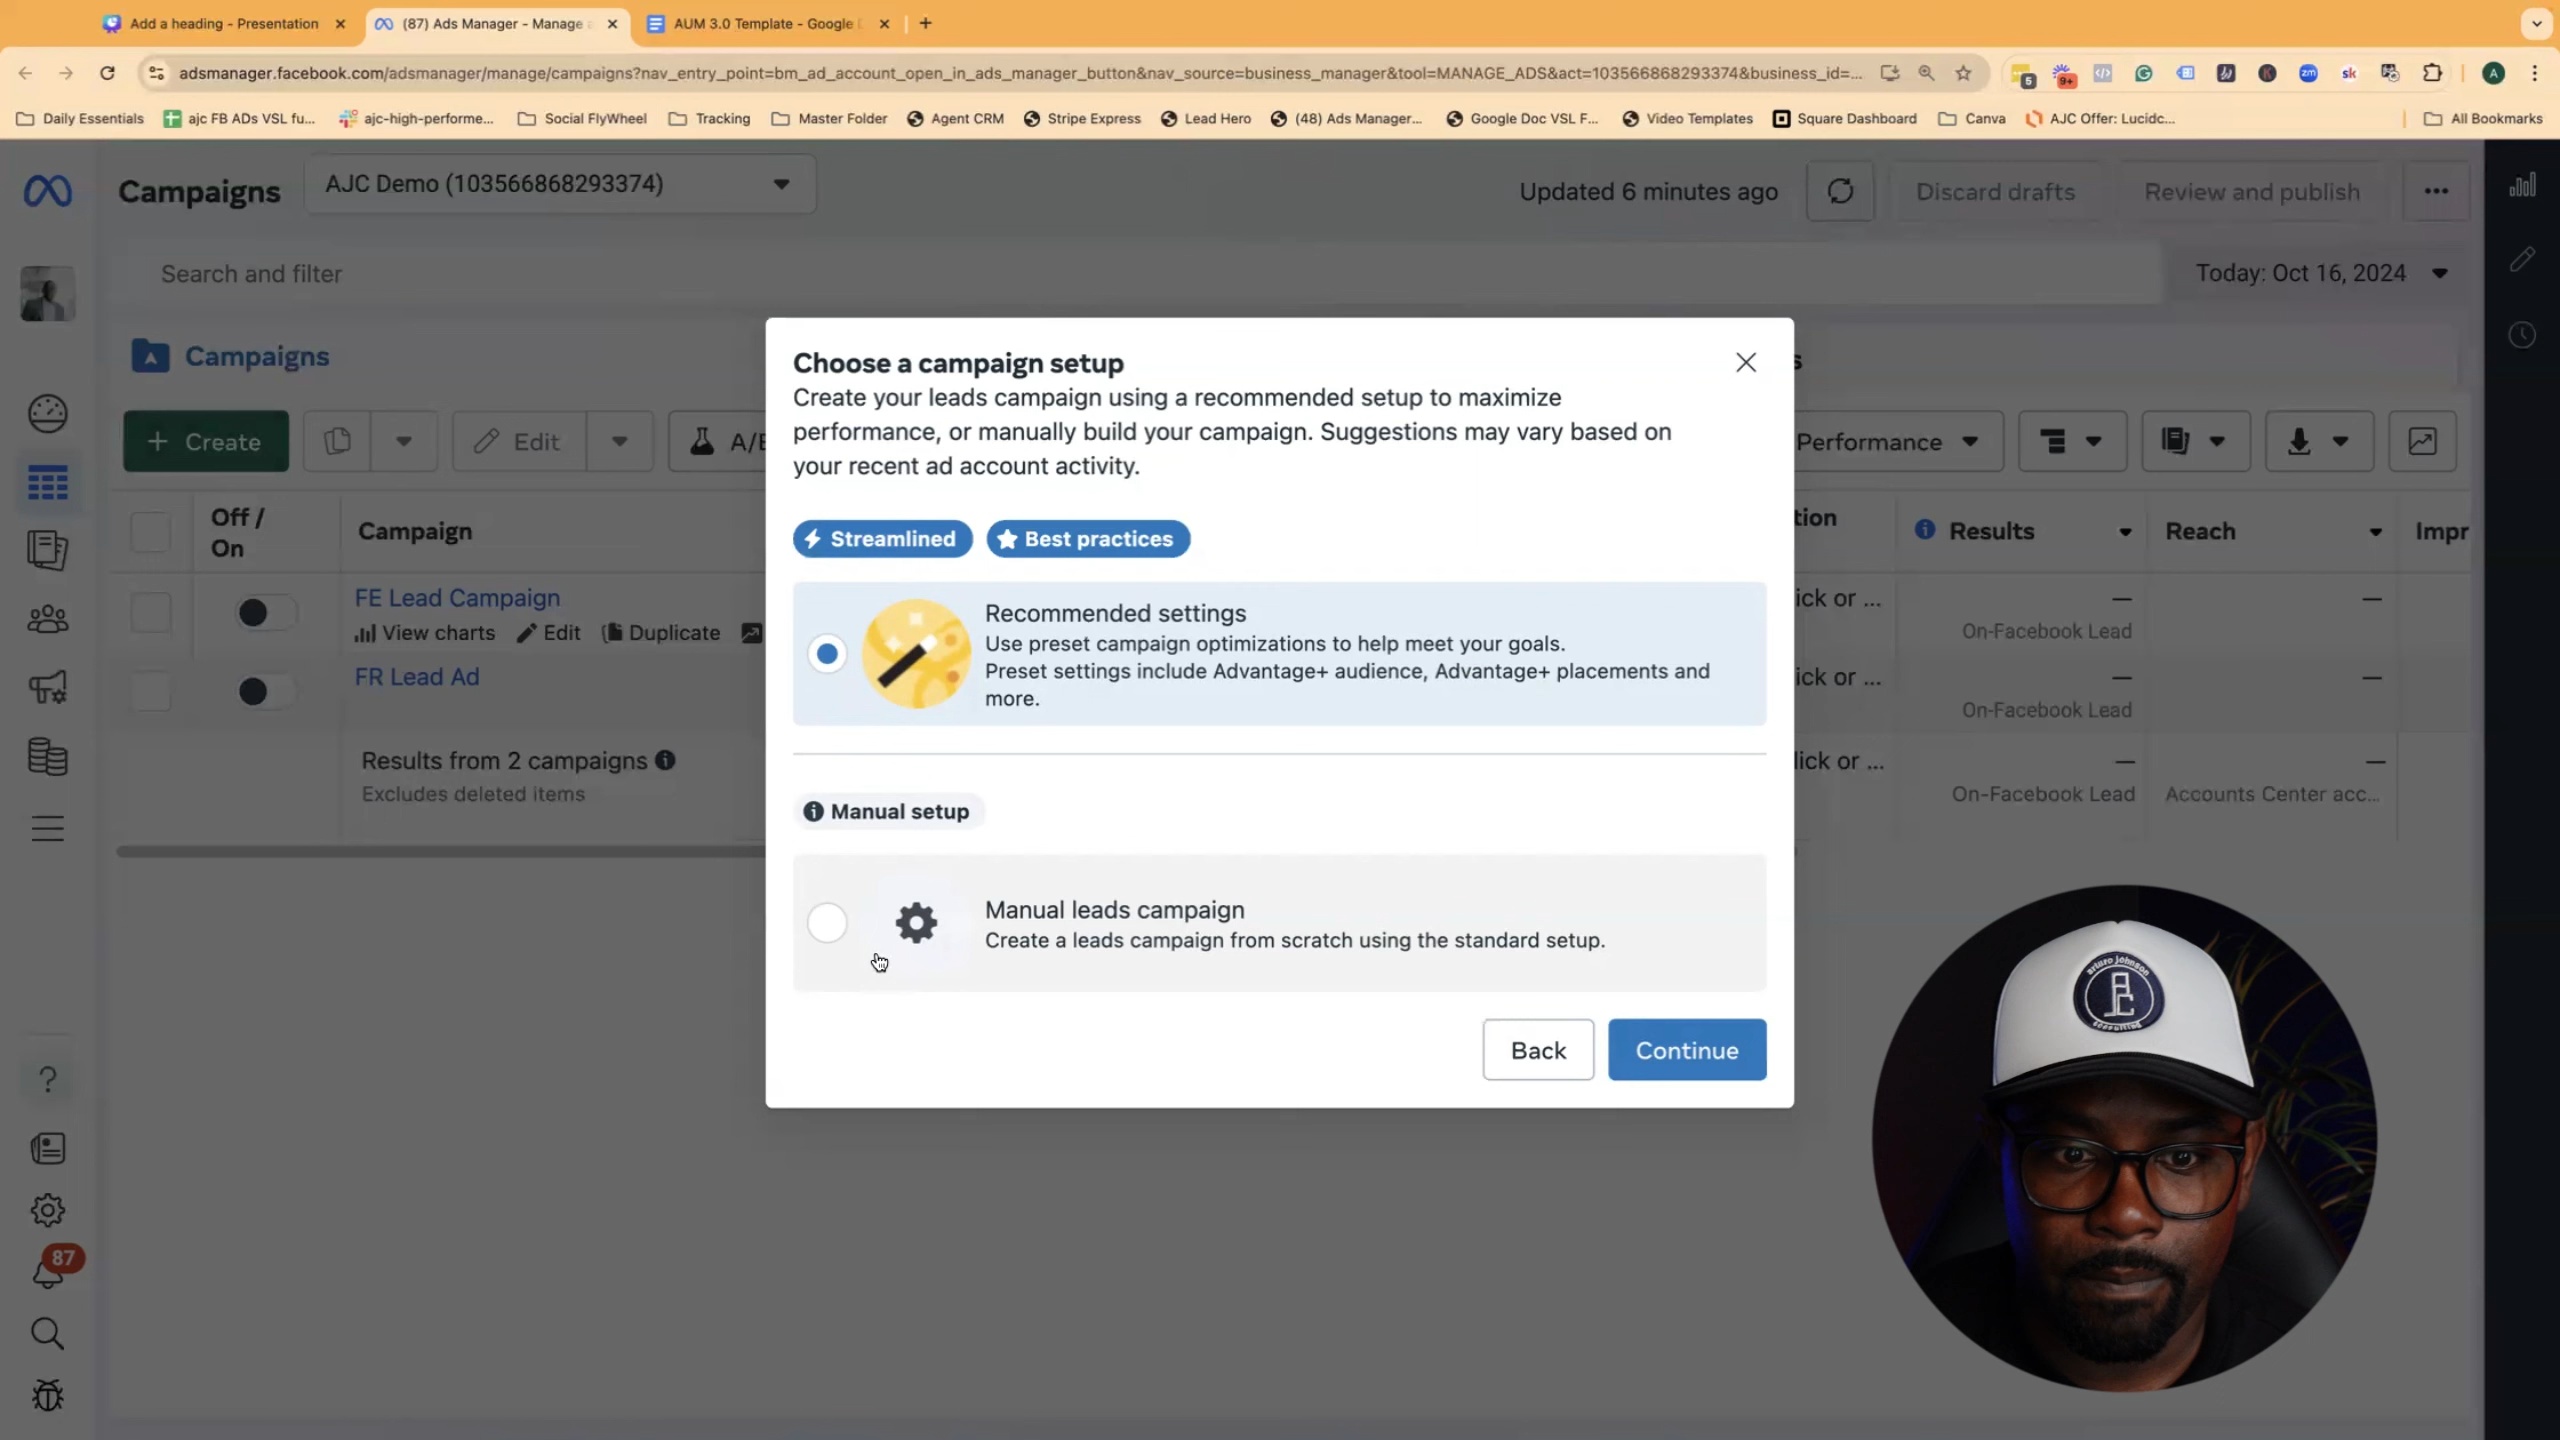 Add a heading - Presentation
(87) Ads Manager - Manage
AUM 3.0 Template - Google
adsmanager.facebook.com/adsmanager/manage/campaigns?nav_entry_point=bm_ad_account_open_in_ads_manager_button&nav_source=business_manager&tool=MANAGE_ADS&act=103566868293374&business_id=...
5
9+
zm
sk
A
Daily Essentials
ajc FB ADs VSL fu...
ajc-high-performe...
Social FlyWheel
Tracking
Master Folder
Agent CRM
Stripe Express
Lead Hero
(48) Ads Manager...
Google Doc VSL F...
Video Templates
Square Dashboard
Canva
AJC Offer: Lucidc...
All Bookmarks
Campaigns
AJC Demo (103566868293374)
Updated 6 minutes ago
Discard drafts
Review and publish
Search and filter
Today: Oct 16, 2024
Campaigns
s
+ Create
Edit
A/B
Performance
Off / On
Campaign
tion
Results
Reach
Impr
FE Lead Campaign
View charts
Edit
Duplicate
ick or ...
—
On-Facebook Lead
—
FR Lead Ad
ick or ...
—
On-Facebook Lead
—
Results from 2 campaigns
Excludes deleted items
lick or ...
—
On-Facebook Lead
—
Accounts Center acc...
Choose a campaign setup
Create your leads campaign using a recommended setup to maximize
performance, or manually build your campaign. Suggestions may vary based on
your recent ad account activity.
Streamlined
Best practices
Recommended settings
Use preset campaign optimizations to help meet your goals.
Preset settings include Advantage+ audience, Advantage+ placements and
more.
Manual setup
Manual leads campaign
Create a leads campaign from scratch using the standard setup.
Back
Continue
87
arturo johnson
consulting